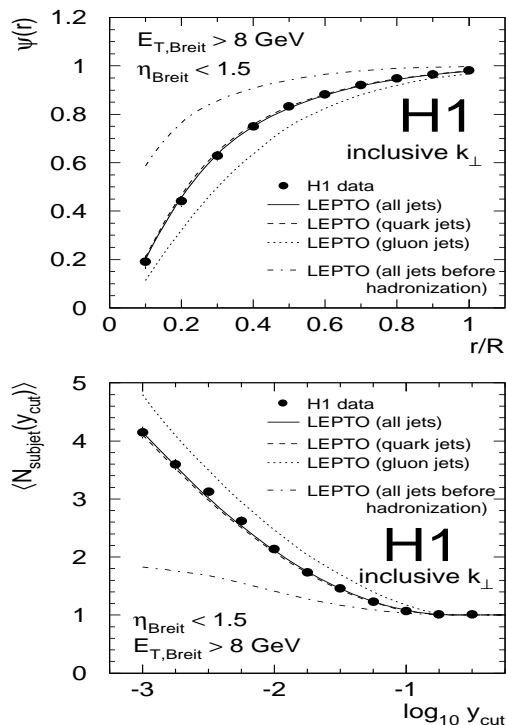 ψ(r)
1.2
1
0.8
0.6
0.4
0.2
0
E_T,Breit > 8 GeV
η_Breit < 1.5
H1
inclusive k_⊥
H1 data
LEPTO (all jets)
LEPTO (quark jets)
LEPTO (gluon jets)
LEPTO (all jets before
hadronization)
0 0.2 0.4 0.6 0.8 1
r/R
⟨N_subjet(y_cut)⟩
5
4
3
2
1
0
H1 data
LEPTO (all jets)
LEPTO (quark jets)
LEPTO (gluon jets)
LEPTO (all jets before
hadronization)
H1
inclusive k_⊥
η_Breit < 1.5
E_T,Breit > 8 GeV
-3 -2 -1
log_10 y_cut